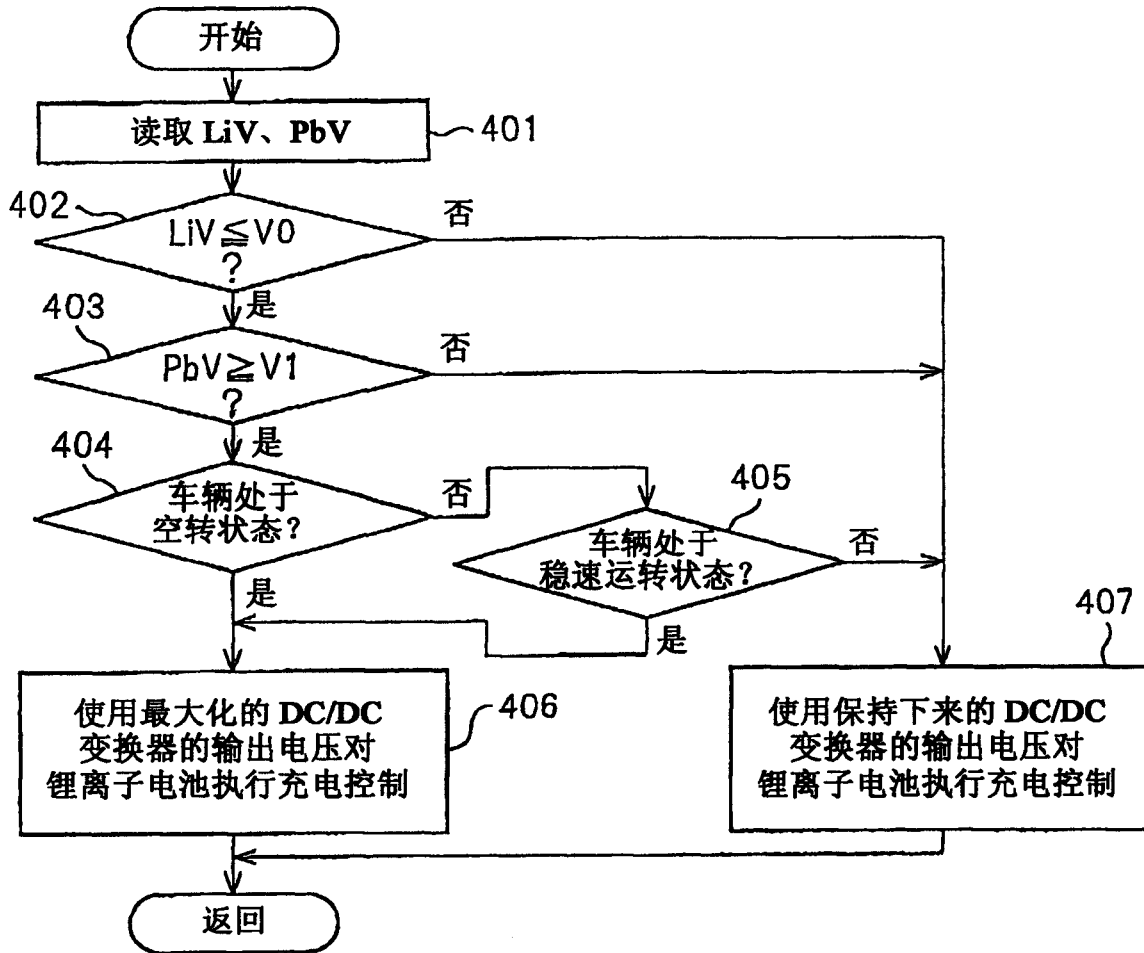 开始
读取 LiV、PbV
401
402
LiV≦V0
?
否
是
403
PbV≧V1
?
否
是
404
车辆处于
空转状态？
否
是
405
车辆处于
稳速运转状态？
否
是
406
使用最大化的 DC/DC
变换器的输出电压对
锂离子电池执行充电控制
407
使用保持下来的 DC/DC
变换器的输出电压对
锂离子电池执行充电控制
返回